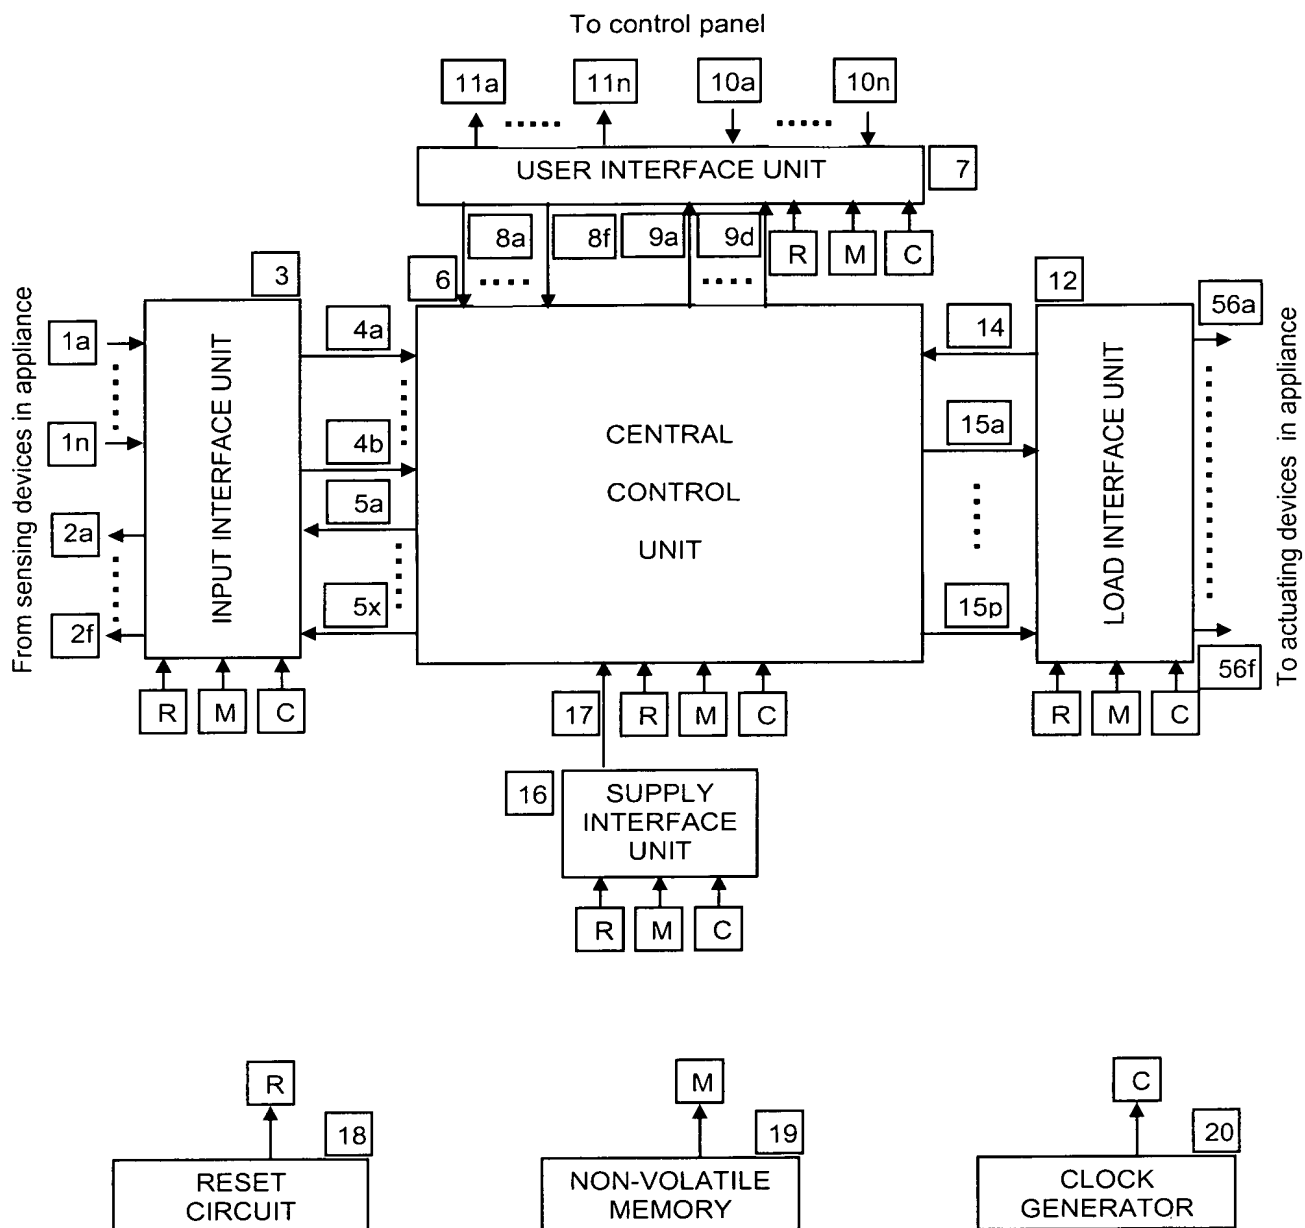 To control panel
11a 11n 10a 10n
USER INTERFACE UNIT 7
8a 8f 9a 9d
R M C
3 6 12
From sensing devices in appliance
1a
1n
2a
2f
INPUT INTERFACE UNIT
4a
4b
5a
5x
CENTRAL
CONTROL
UNIT
14
15a
15p
LOAD INTERFACE UNIT
56a
56f
To actuating devices in appliance
R M C
17 R M C
R M C
16
SUPPLY
INTERFACE
UNIT
R M C
R
18
RESET
CIRCUIT
M
19
NON-VOLATILE
MEMORY
C
20
CLOCK
GENERATOR